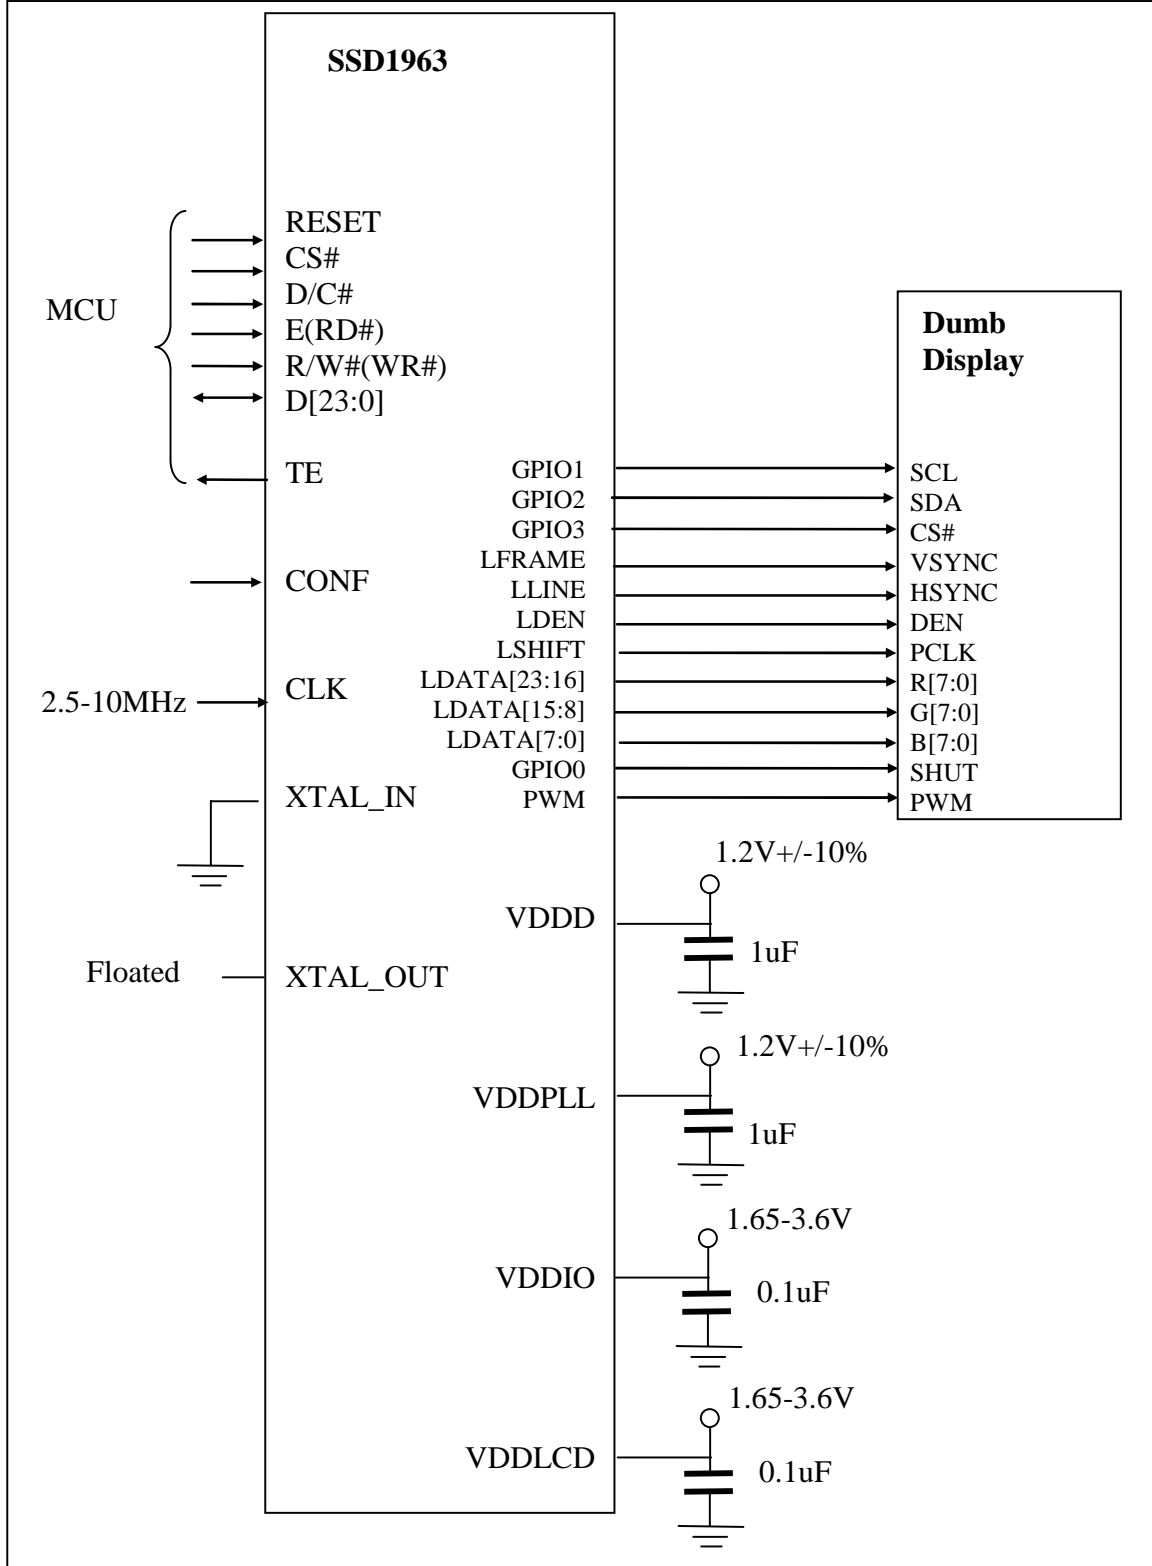 SSD1963
RESET
CS#
D/C#
E(RD#)
R/W#(WR#)
D[23:0]
MCU
TE
CONF
2.5-10MHz
CLK
XTAL_IN
Floated
XTAL_OUT
GPIO1
GPIO2
GPIO3
LFRAME
LLINE
LDEN
LSHIFT
LDATA[23:16]
LDATA[15:8]
LDATA[7:0]
GPIO0
PWM
Dumb
Display
SCL
SDA
CS#
VSYNC
HSYNC
DEN
PCLK
R[7:0]
G[7:0]
B[7:0]
SHUT
PWM
1.2V+/-10%
VDDD
1uF
1.2V+/-10%
VDDPLL
1uF
1.65-3.6V
VDDIO
0.1uF
1.65-3.6V
VDDLCD
0.1uF